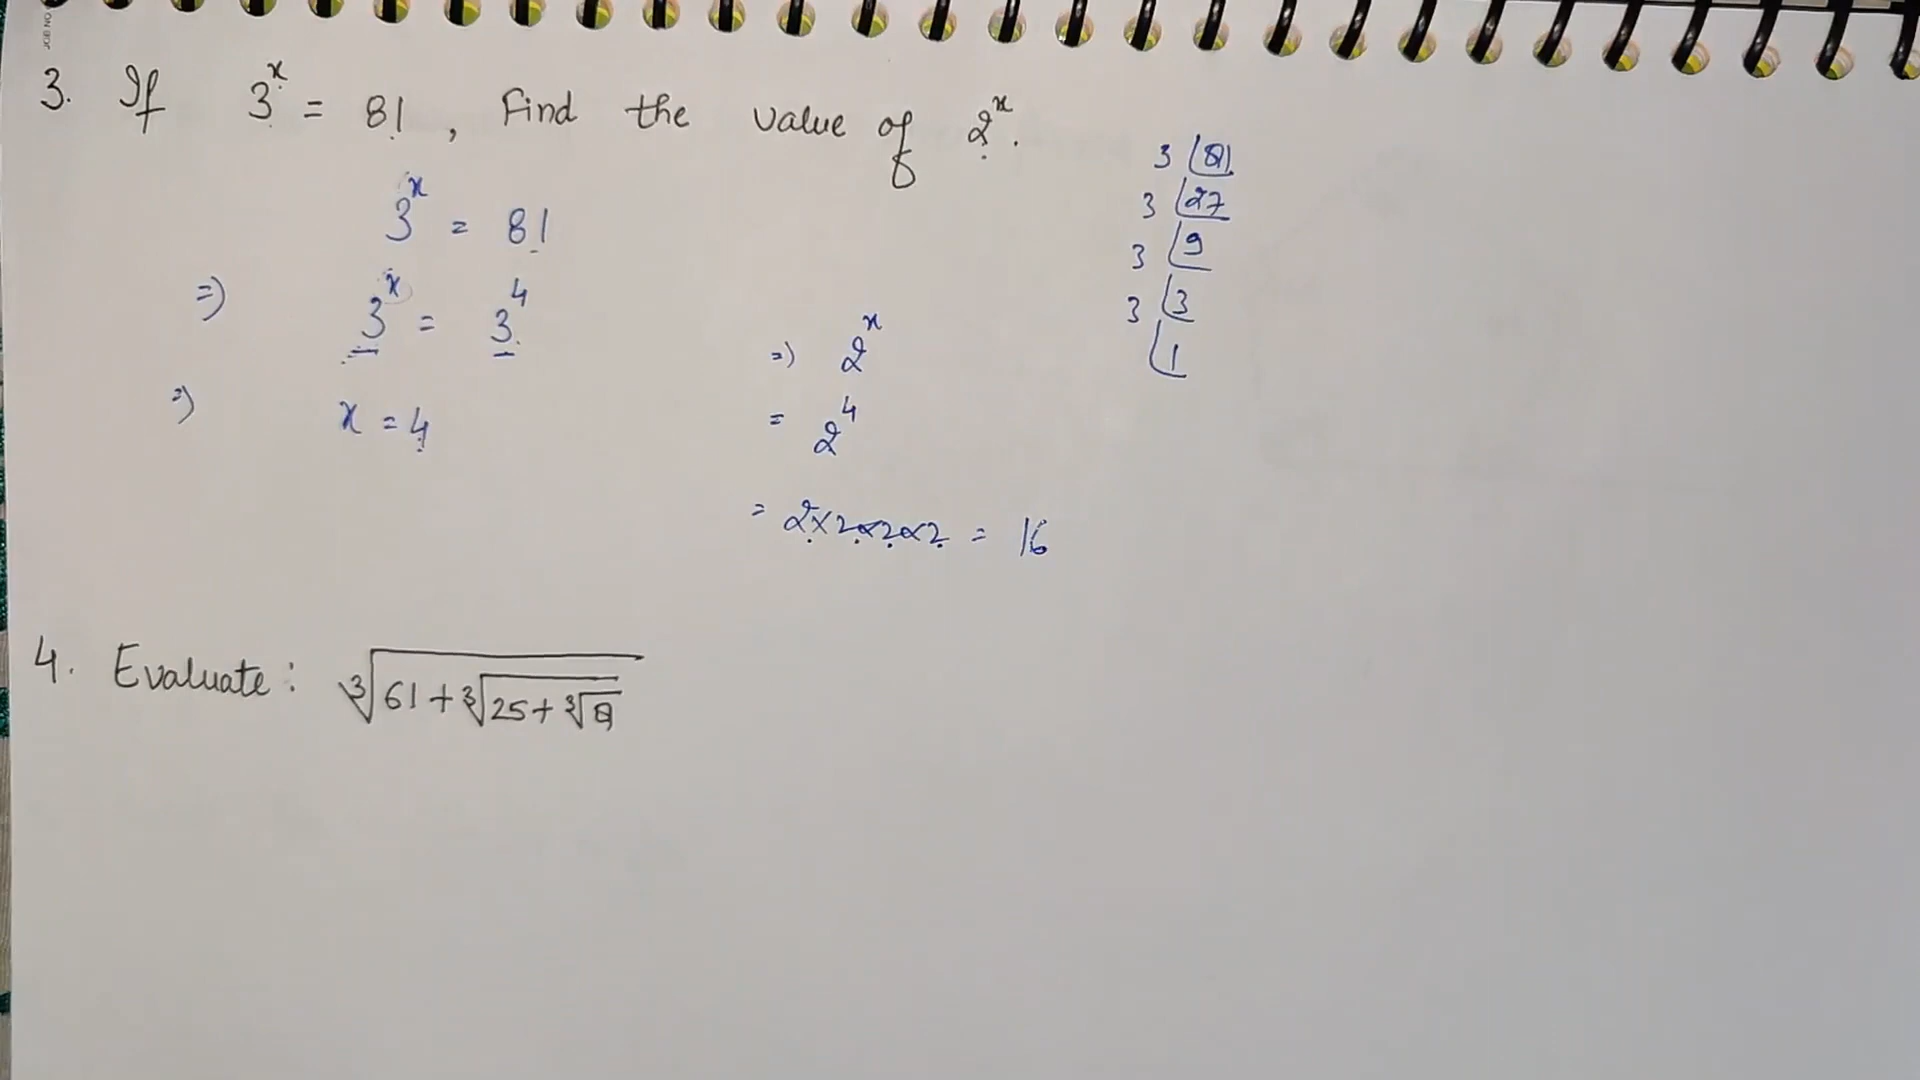 3. If 3^x = 81, Find the value of 2^x.
3^x = 81
=) 3^x = 3^4
=) x = 4
=) 2^x
= 2^4
= 2×2×2×2 = 16
3 81
3 27
3 9
3 3
1
4. Evaluate: ∛(61+∛(25+∛8))